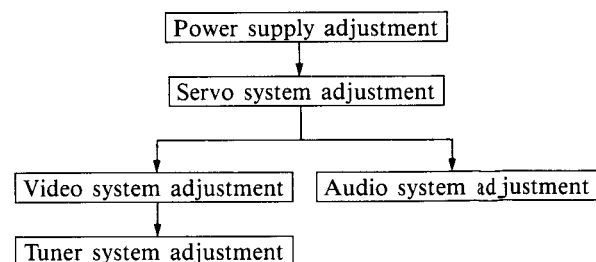 Power supply adjustment
Servo system adjustment
Video system adjustment
Audio system adjustment
Tuner system adjustment